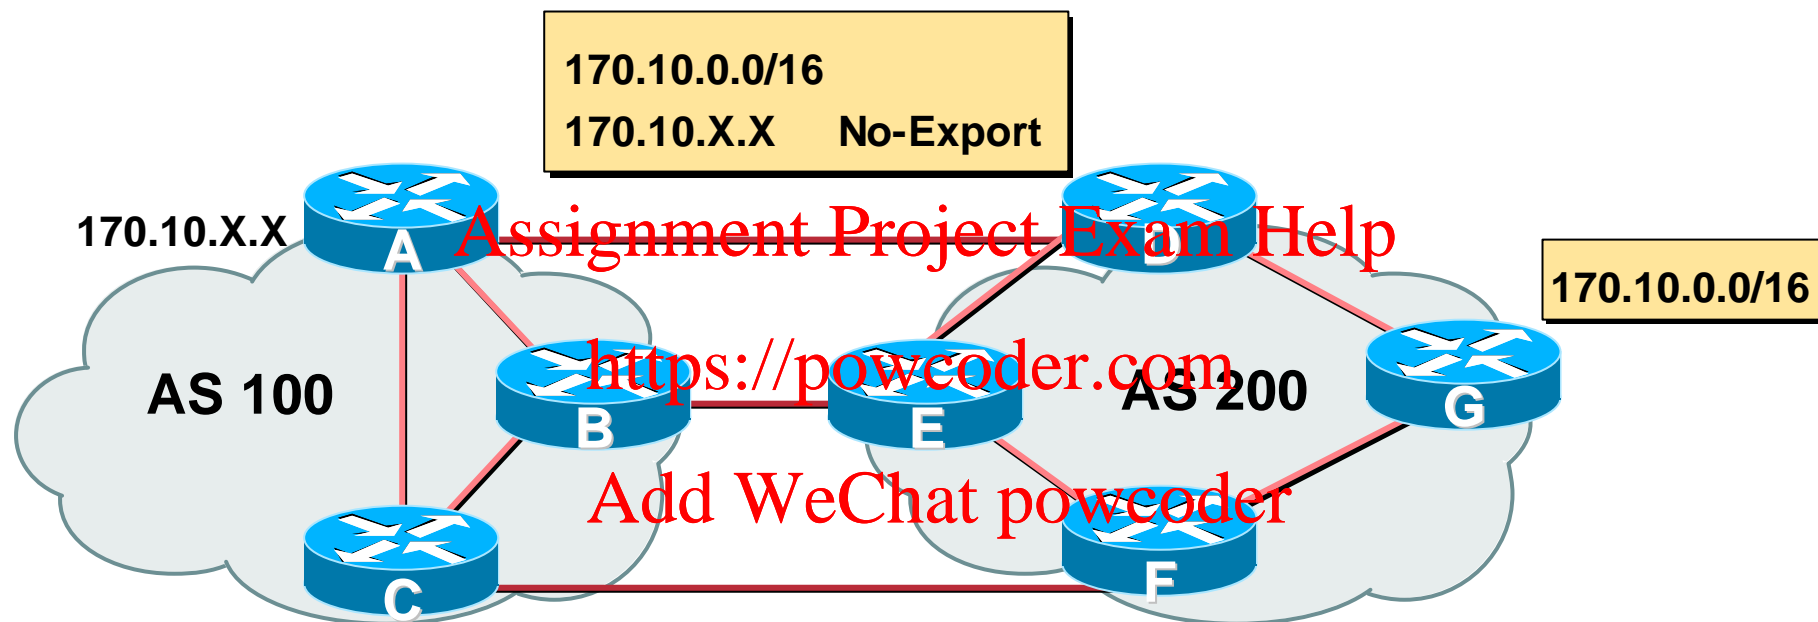 170.10.0.0/16
170.10.X.X No-Export
170.10.X.X
A
Assignment Project Exam Help
D
170.10.0.0/16
https://powcoder.com
AS 100
B
E
AS 200
G
Add WeChat powcoder
C
F